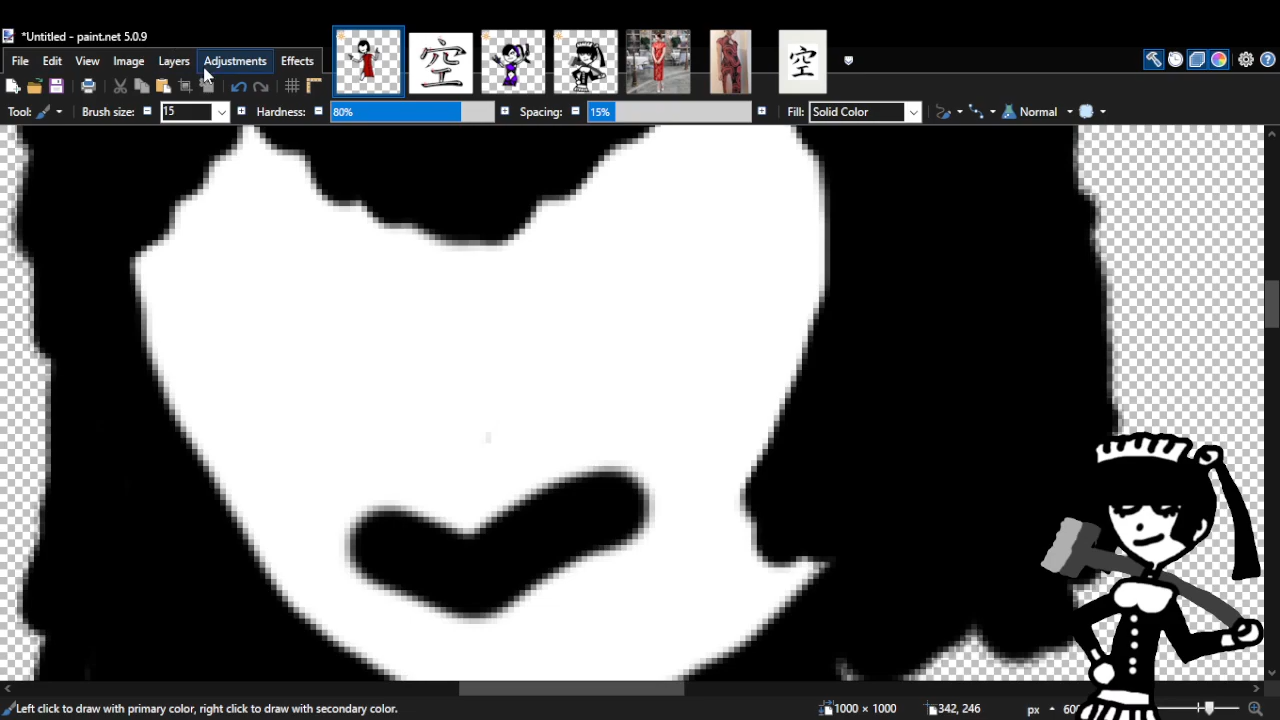 *Untitled - paint.net 5.0.9
File Edit View Image Layers Adjustments Effects
空
空
Tool: Brush size: 15 Hardness: 80% Spacing: 15% Fill: Solid Color Normal
Left click to draw with primary color, right click to draw with secondary color. 1000 × 1000 342, 246 px